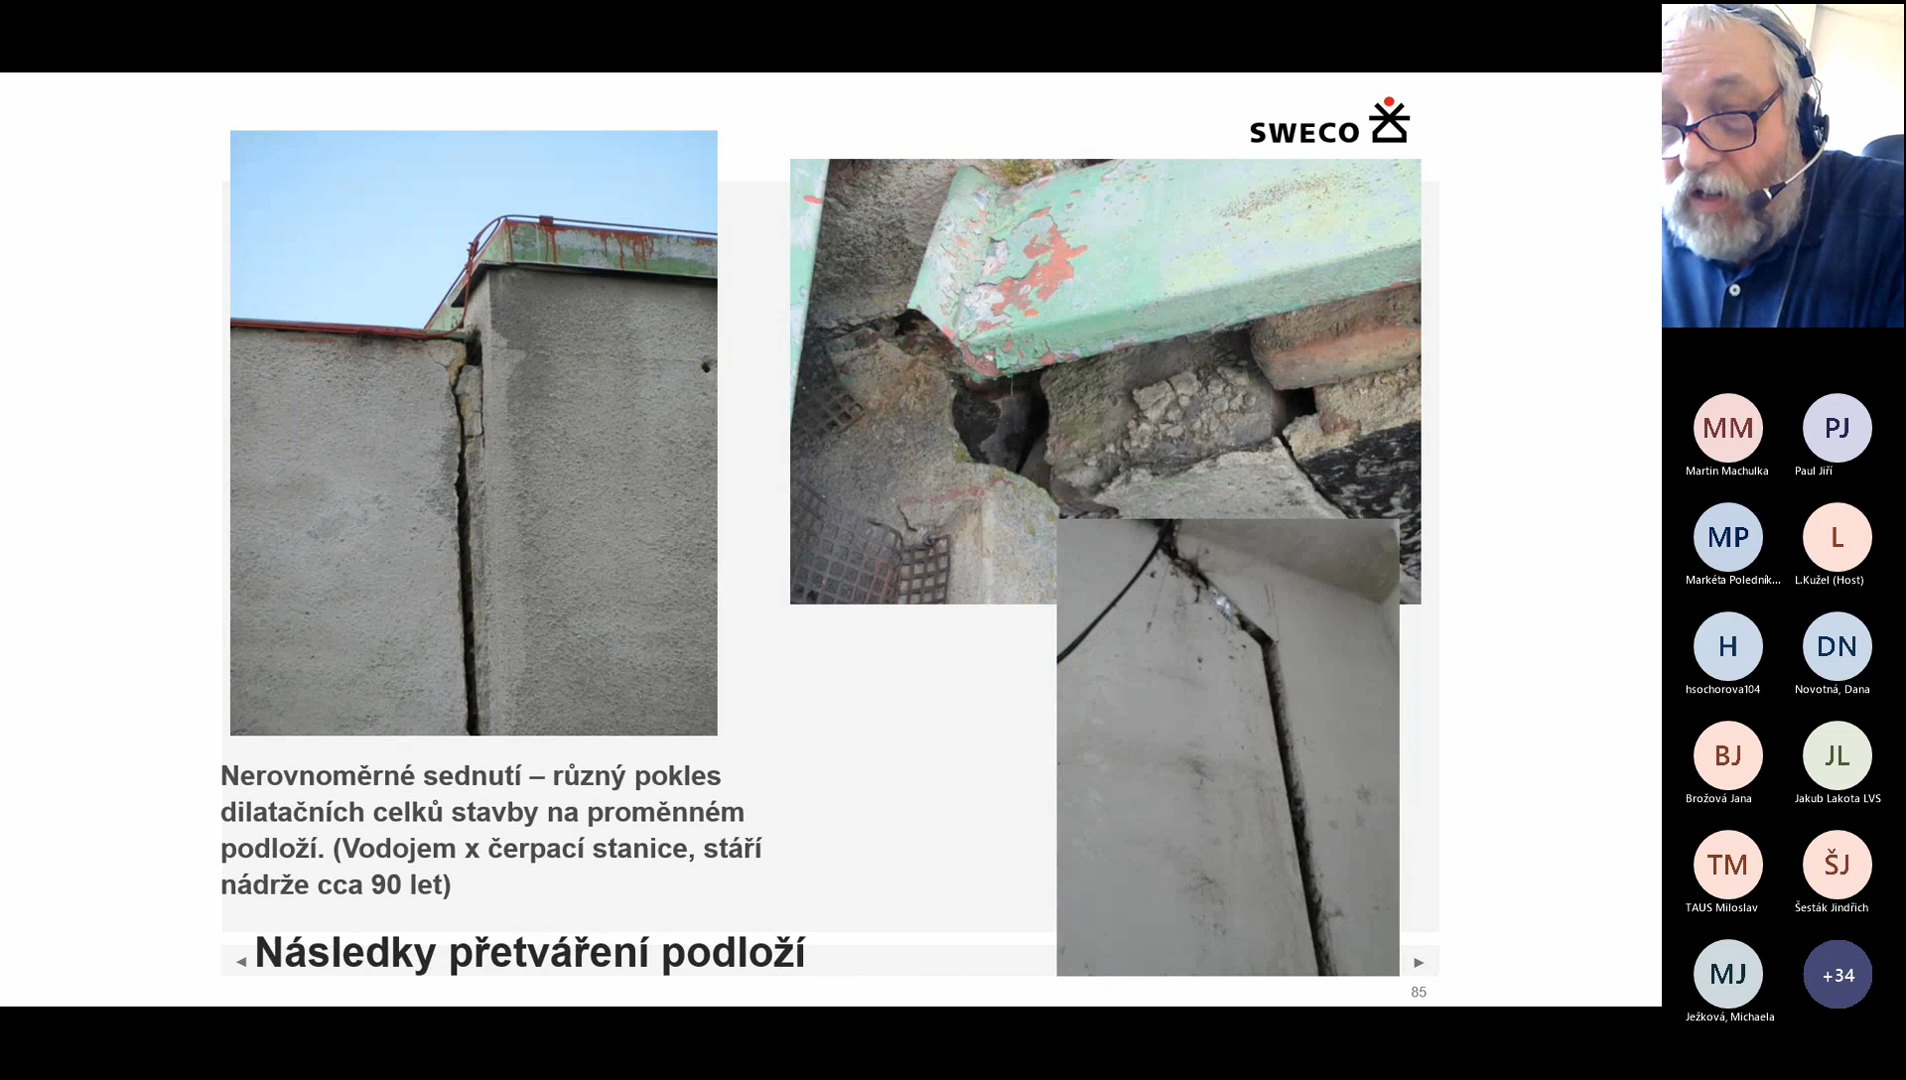 SWECO
Nerovnoměrné sednutí – různý pokles
dilatačních celků stavby na proměnném
podloží. (Vodojem x čerpací stanice, stáří
nádrže cca 90 let)
Následky přetváření podloží
85
MM
PJ
Martin Machulka
Paul Jiří
MP
L
Markéta Poledník...
L.Kužel (Host)
H
DN
hsochorova104
Novotná, Dana
BJ
JL
Brožová Jana
Jakub Lakota LVS
TM
ŠJ
TAUS Miloslav
Šesták Jindřich
MJ
+34
Ježková, Michaela